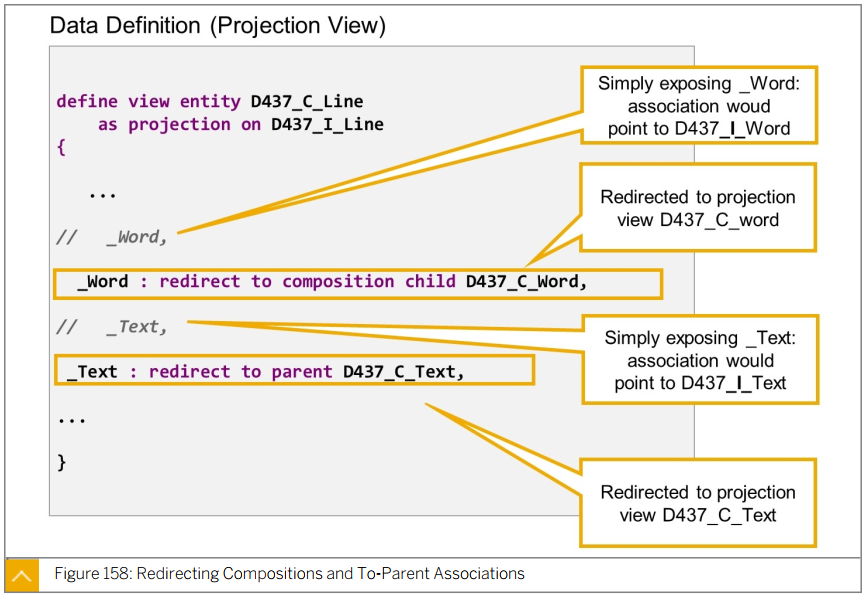 Data Definition (Projection View)
define view entity D437_C_Line
as projection on D437_I_Line
{
...
// _Word,
_Word : redirect to composition child D437_C_Word,
// _Text,
_Text : redirect to parent D437_C_Text,
...
}
Simply exposing _Word:
association woud
point to D437_I_Word
Redirected to projection
view D437_C_word
Simply exposing _Text:
association would
point to D437_I_Text
Redirected to projection
view D437_C_Text
Figure 158: Redirecting Compositions and To-Parent Associations